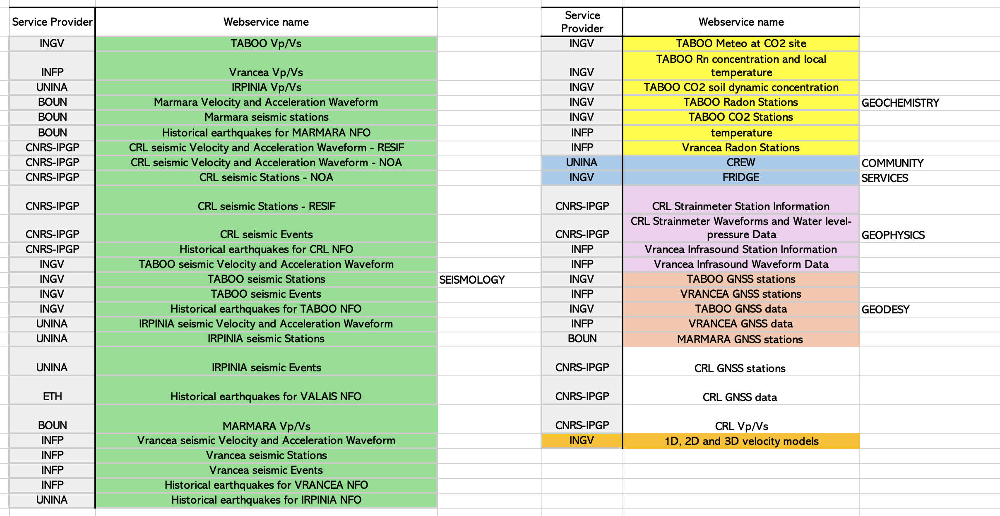 Service Provider Webservice name
INGV TABOO Vp/Vs
INFP Vrancea Vp/Vs
UNINA IRPINIA Vp/Vs
BOUN Marmara Velocity and Acceleration Waveform
BOUN Marmara seismic stations
BOUN Historical earthquakes for MARMARA NFO
CNRS-IPGP CRL seismic Velocity and Acceleration Waveform - RESIF
CNRS-IPGP CRL seismic Velocity and Acceleration Waveform - NOA
CNRS-IPGP CRL seismic Stations - NOA
CNRS-IPGP CRL seismic Stations - RESIF
CNRS-IPGP CRL seismic Events
CNRS-IPGP Historical earthquakes for CRL NFO
INGV TABOO seismic Velocity and Acceleration Waveform
INGV TABOO seismic Stations SEISMOLOGY
INGV TABOO seismic Events
INGV Historical earthquakes for TABOO NFO
UNINA IRPINIA seismic Velocity and Acceleration Waveform
UNINA IRPINIA seismic Stations
UNINA IRPINIA seismic Events
ETH Historical earthquakes for VALAIS NFO
BOUN MARMARA Vp/Vs
INFP Vrancea seismic Velocity and Acceleration Waveform
INFP Vrancea seismic Stations
INFP Vrancea seismic Events
INFP Historical earthquakes for VRANCEA NFO
UNINA Historical earthquakes for IRPINIA NFO
Service
Provider Webservice name
INGV TABOO Meteo at CO2 site
TABOO Rn concentration and local
INGV temperature
INGV TABOO CO2 soil dynamic concentration
INGV TABOO Radon Stations GEOCHEMISTRY
INGV TABOO CO2 Stations
INFP temperature
INFP Vrancea Radon Stations
UNINA CREW COMMUNITY
INGV FRIDGE SERVICES
CNRS-IPGP CRL Strainmeter Station Information
CRL Strainmeter Waveforms and Water level-
CNRS-IPGP pressure Data GEOPHYSICS
INFP Vrancea Infrasound Station Information
INFP Vrancea Infrasound Waveform Data
INGV TABOO GNSS stations
INFP VRANCEA GNSS stations
INGV TABOO GNSS data GEODESY
INFP VRANCEA GNSS data
BOUN MARMARA GNSS stations
CNRS-IPGP CRL GNSS stations
CNRS-IPGP CRL GNSS data
CNRS-IPGP CRL Vp/Vs
INGV 1D, 2D and 3D velocity models